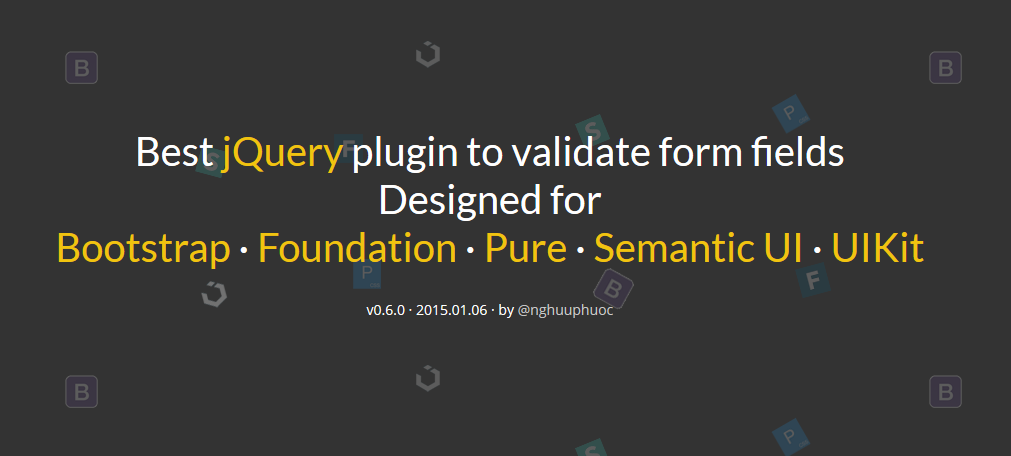 B
B
Best jQuery plugin to validate form fields
Designed for
Bootstrap · Foundation · Pure · Semantic UI · UIKit
v0.6.0 · 2015.01.06 · by @nghuuphuoc
P
S
S
F
P
B
F
B
B
P
S